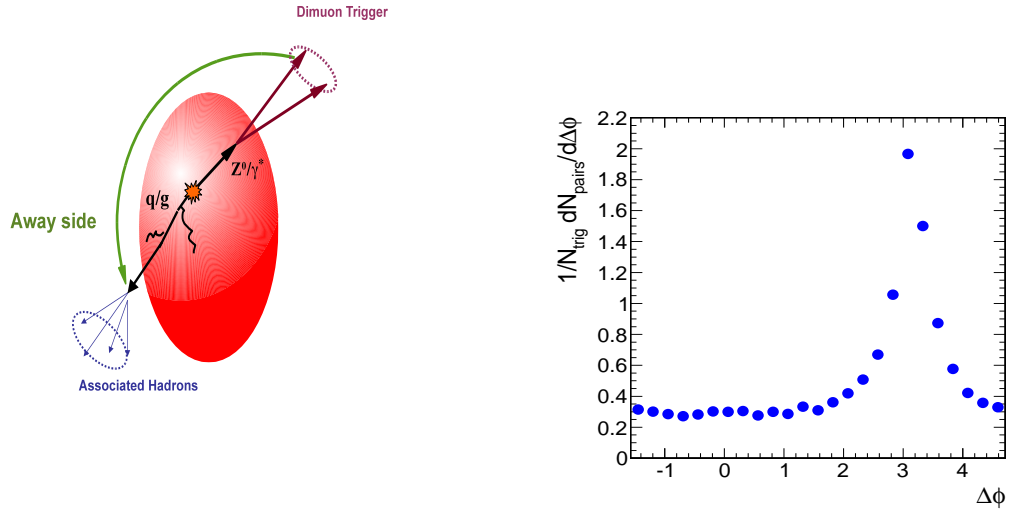 Dimuon Trigger
Z⁰/γ*
q/g
Away side
Associated Hadrons
1/N_trig dN_pairs/dΔϕ
2.2
2
1.8
1.6
1.4
1.2
1
0.8
0.6
0.4
0.2
0
-1 0 1 2 3 4
Δϕ